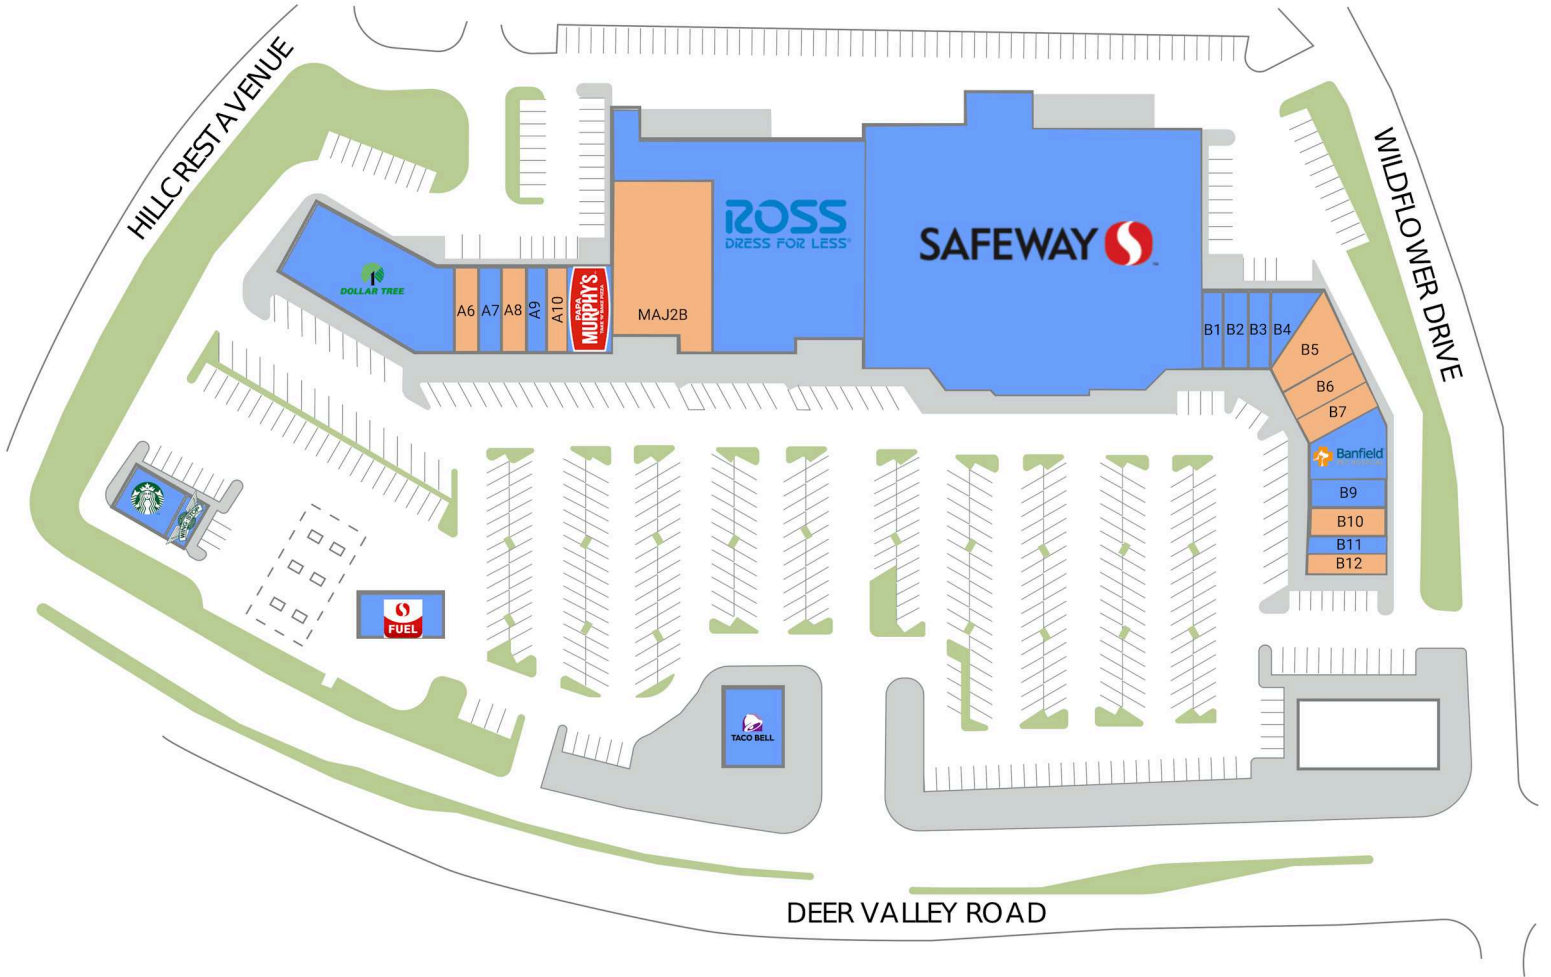 HILLCREST AVENUE
WILDFLOWER DRIVE
ROSS
DRESS FOR LESS
SAFEWAY
DOLLAR TREE
A6
A7
A8
A9
A10
PAPA
MURPHY'S
MAJ2B
B1
B2
B3
B4
B5
B6
B7
Banfield
B9
B10
B11
B12
FUEL
TACO BELL
DEER VALLEY ROAD